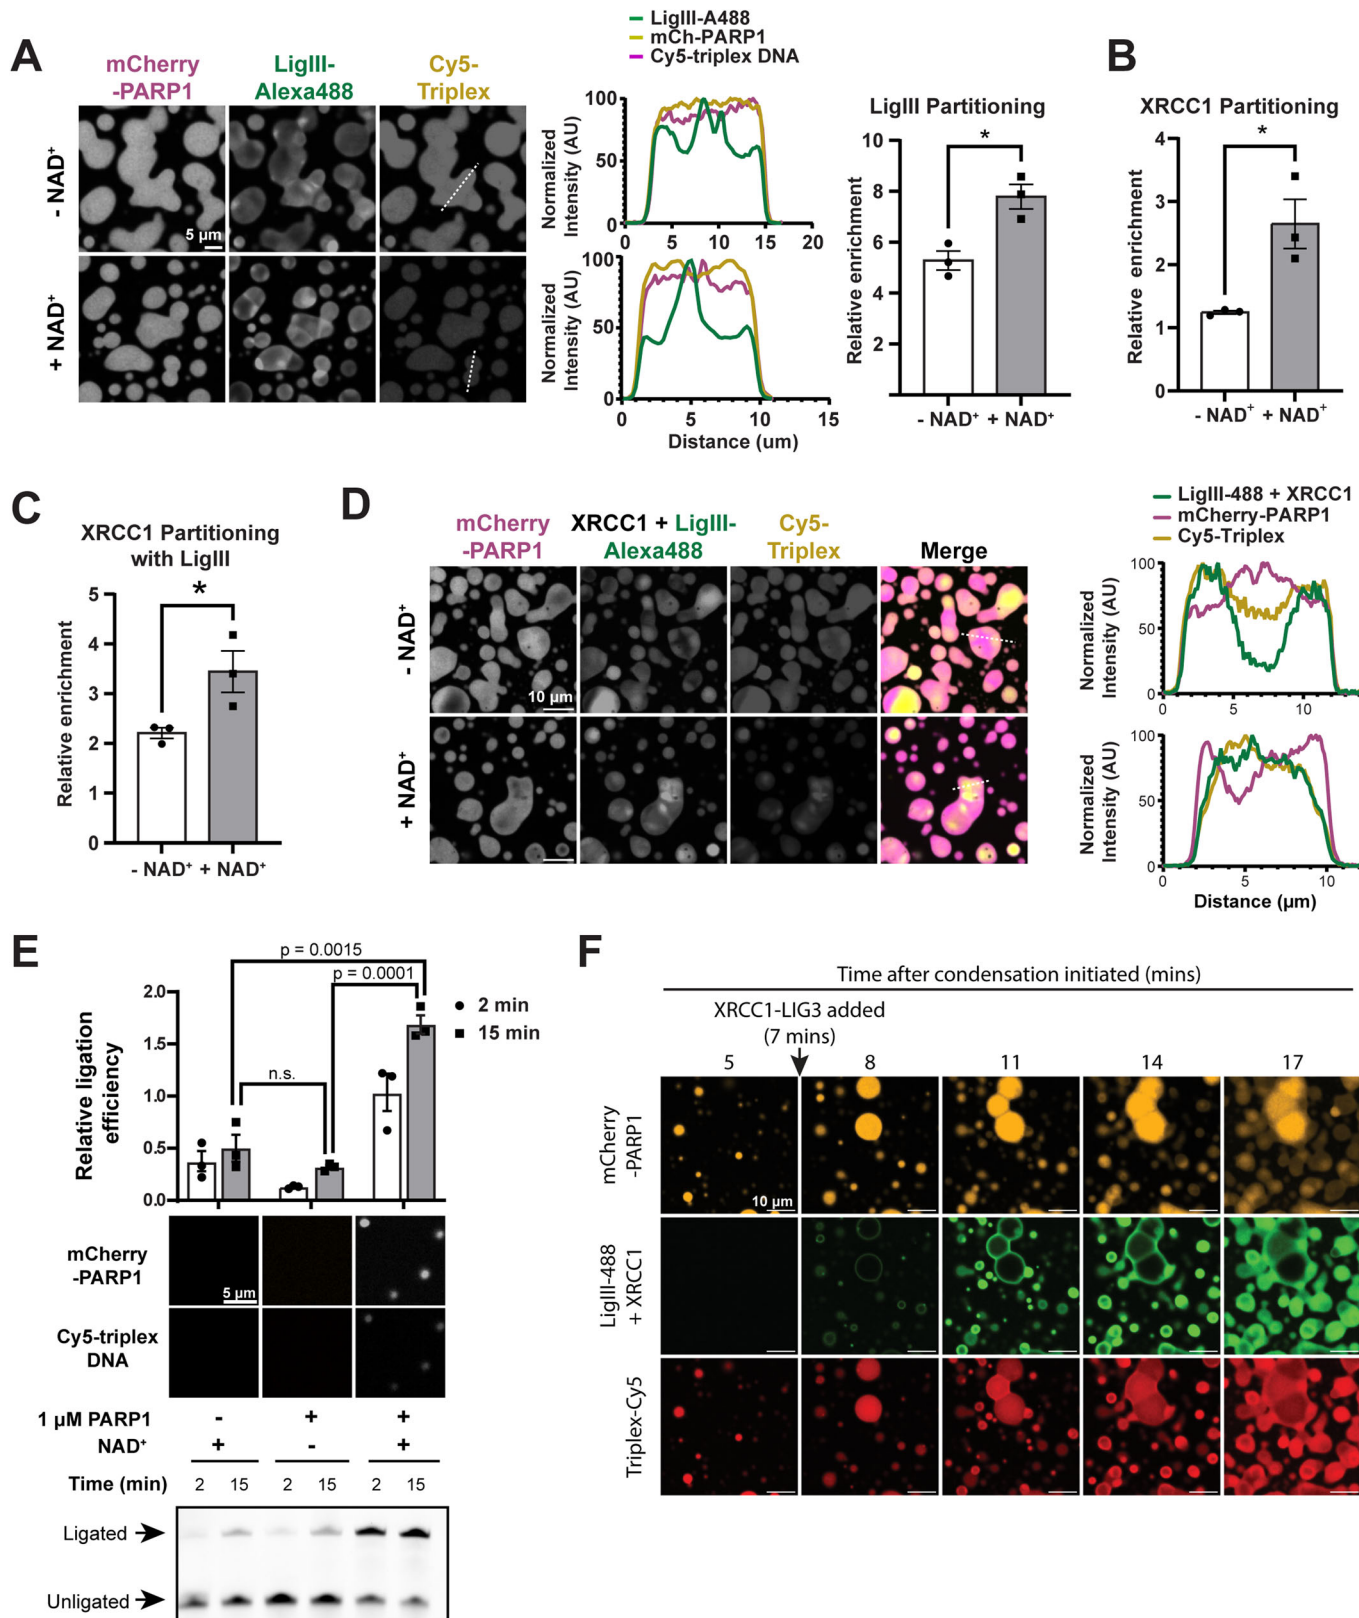 A
mCherry
-PARP1
LigIII-
Alexa488
Cy5-
Triplex
- NAD⁺
5 µm
+ NAD⁺
LigIII-A488
mCh-PARP1
Cy5-triplex DNA
Normalized
Intensity (AU)
100
50
0
0 5 10 15 20
Normalized
Intensity (AU)
100
50
0
0 5 10 15
Distance (um)
LigIII Partitioning
*
Relative enrichment
10
8
6
4
2
- NAD⁺ + NAD⁺
B
XRCC1 Partitioning
*
Relative enrichment
4
3
2
1
0
- NAD⁺ + NAD⁺
C
XRCC1 Partitioning
with LigIII
*
Relative enrichment
5
4
3
2
1
0
- NAD⁺ + NAD⁺
D
mCherry
-PARP1
XRCC1 + LigIII-
Alexa488
Cy5-
Triplex
Merge
- NAD⁺
10 µm
+ NAD⁺
LigIII-488 + XRCC1
mCherry-PARP1
Cy5-Triplex
Normalized
Intensity (AU)
100
50
0
0 5 10
Normalized
Intensity (AU)
100
50
0
0 5 10
Distance (µm)
E
p = 0.0015
p = 0.0001
n.s.
2 min
15 min
Relative ligation
efficiency
2.0
1.5
1.0
0.5
0.0
mCherry
-PARP1
5 µm
Cy5-triplex
DNA
1 µM PARP1 - + +
NAD⁺ + - +
Time (min) 2 15 2 15 2 15
Ligated
Unligated
F
Time after condensation initiated (mins)
XRCC1-LIG3 added
(7 mins)
5 8 11 14 17
mCherry
-PARP1
10 µm
LigIII-488
+ XRCC1
Triplex-Cy5